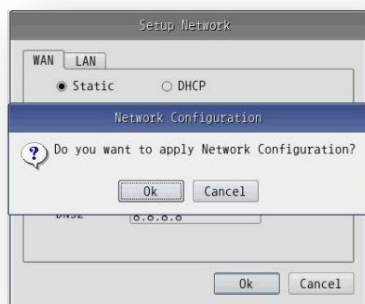 Setup Network
WAN LAN
Static DHCP
Network Configuration
Do you want to apply Network Configuration?
Ok Cancel
DNS2 8.8.8.8
Ok Cancel